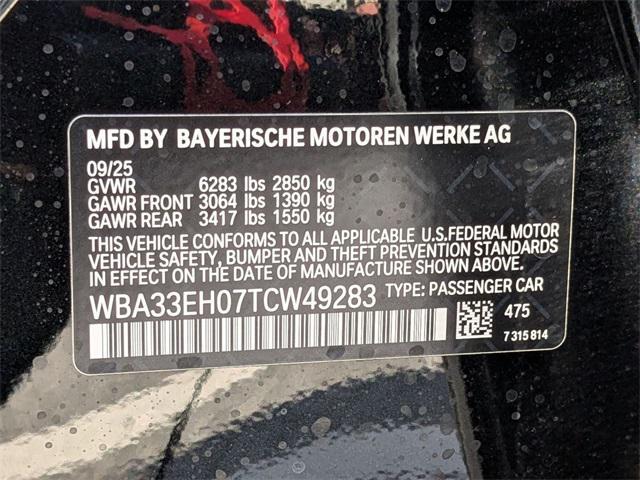 MFD BY BAYERISCHE MOTOREN WERKE AG
09/25
GVWR 6283 lbs 2850 kg
GAWR FRONT 3064 lbs 1390 kg
GAWR REAR 3417 lbs 1550 kg
THIS VEHICLE CONFORMS TO ALL APPLICABLE U.S.FEDERAL MOTOR
VEHICLE SAFETY, BUMPER AND THEFT PREVENTION STANDARDS
IN EFFECT ON THE DATE OF MANUFACTURE SHOWN ABOVE.
WBA33EH07TCW49283 TYPE: PASSENGER CAR
475
7 315 814